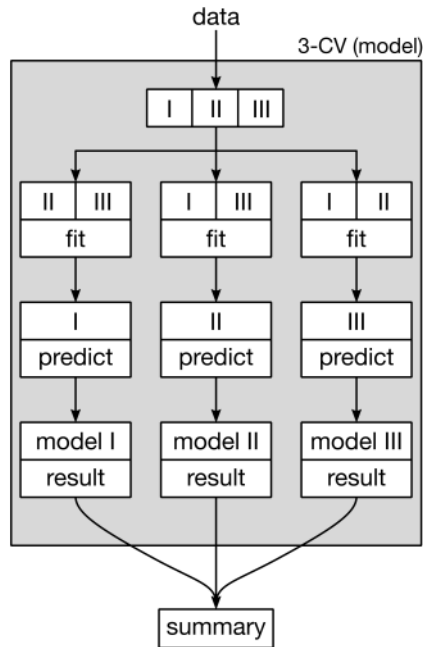 data
3-CV (model)
I II III
II III I III I II
fit fit fit
I II III
predict predict predict
model I model II model III
result result result
summary